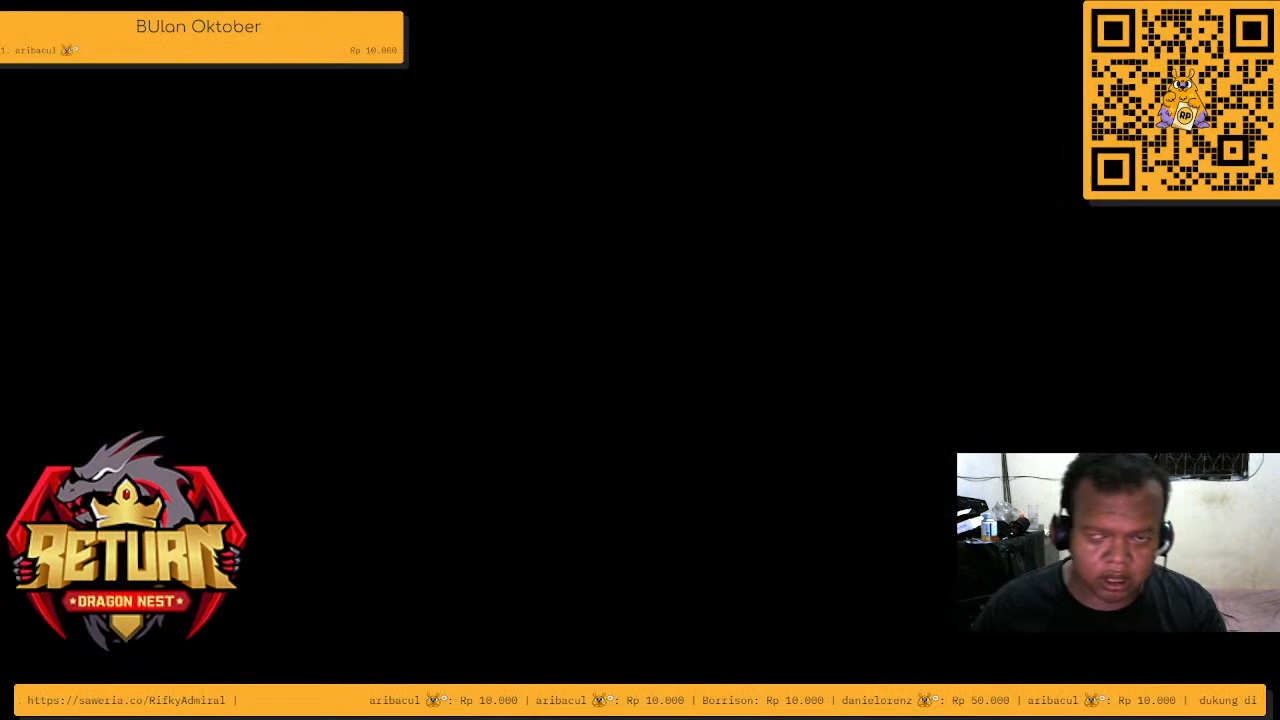 BUlan Oktober
1. aribacul Rp 10.000
RP
RETURN
DRAGON NEST
https://saweria.co/RifkyAdmiral | aribacul : Rp 10.000 | aribacul : Rp 10.000 | Borrison: Rp 10.000 | danielorenz : Rp 50.000 | aribacul : Rp 10.000 | dukung di